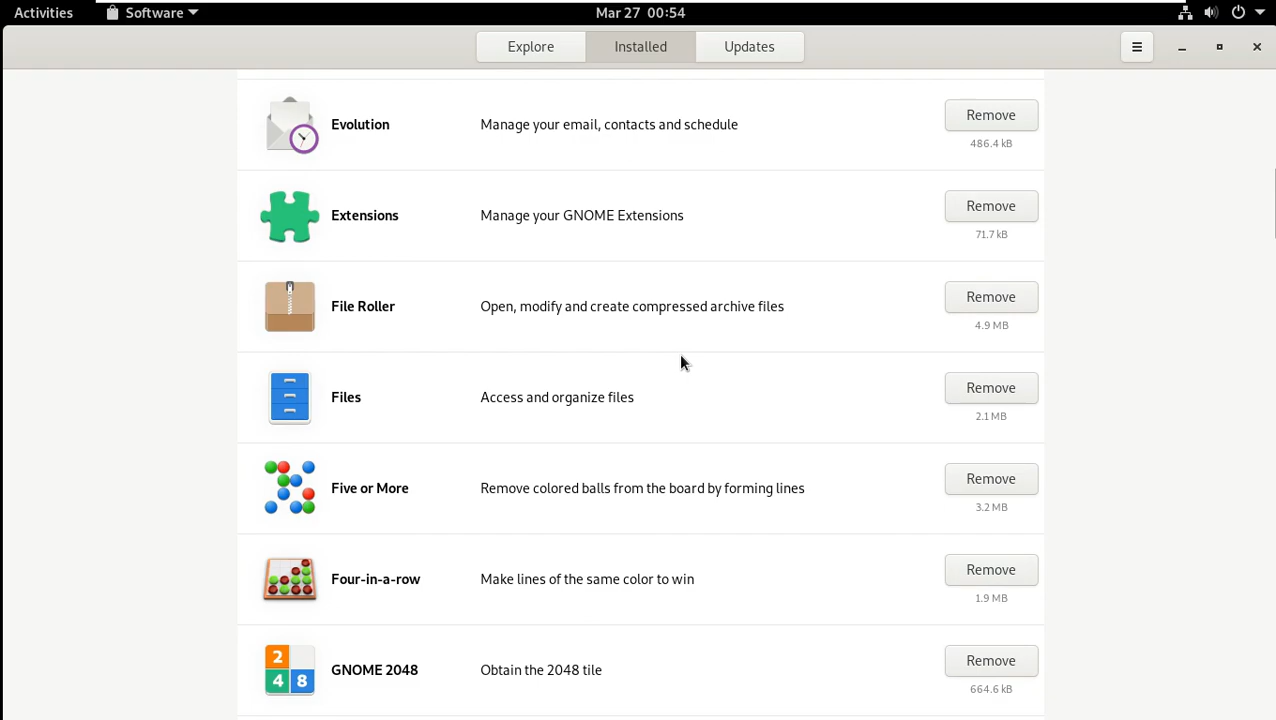 Activities Software Mar 27 00:54
Explore Installed Updates
Evolution Manage your email, contacts and schedule Remove
486.4 kB
Extensions Manage your GNOME Extensions Remove
71.7 kB
File Roller Open, modify and create compressed archive files Remove
4.9 MB
Files Access and organize files Remove
2.1 MB
Five or More Remove colored balls from the board by forming lines Remove
3.2 MB
Four-in-a-row Make lines of the same color to win Remove
1.9 MB
2
4 8
GNOME 2048 Obtain the 2048 tile Remove
664.6 kB